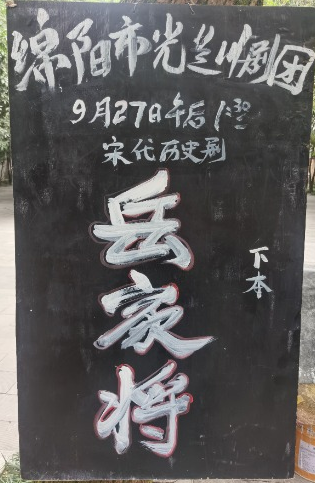 绵阳市光兰川剧团
9月27日午后1:30
宋代历史剧
岳家将
下本